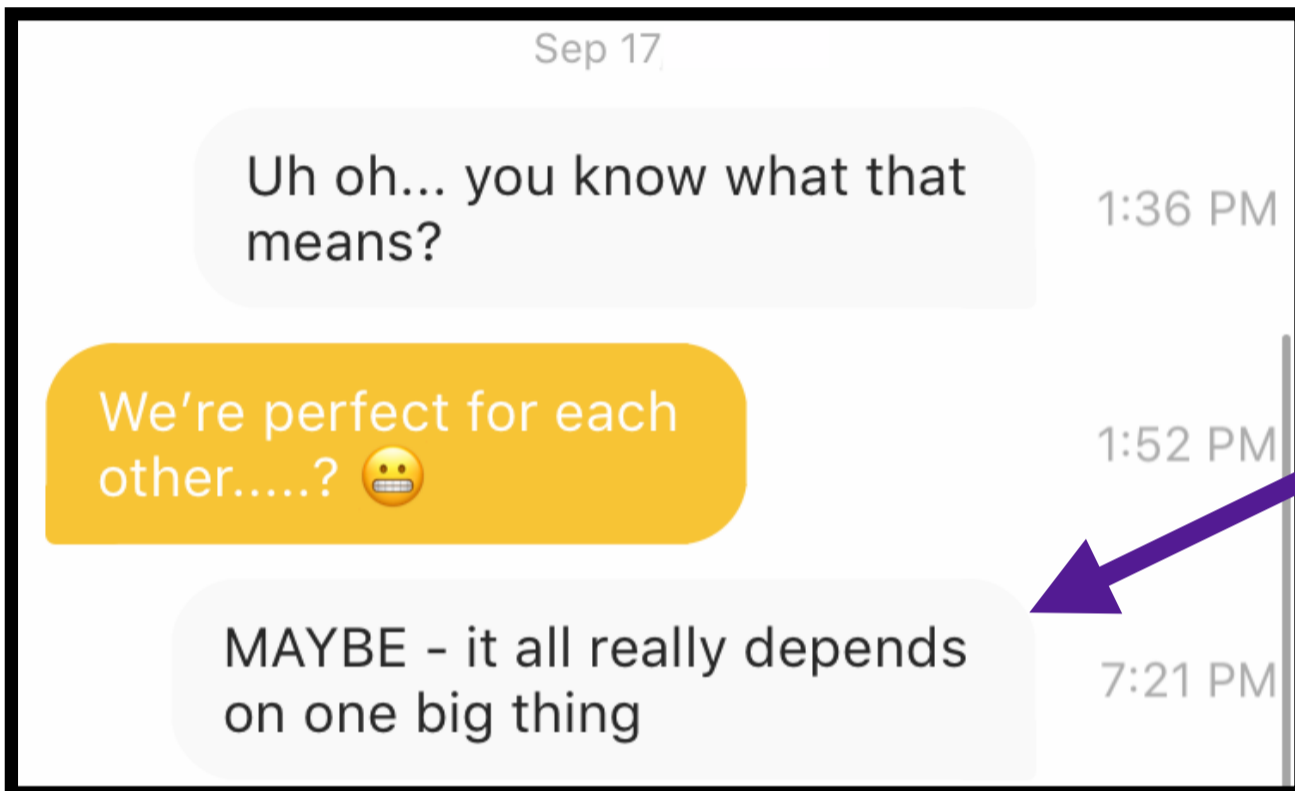 Sep 17
Uh oh... you know what that
means?
1:36 PM
We’re perfect for each
other.....? 😬
1:52 PM
MAYBE - it all really depends
on one big thing
7:21 PM